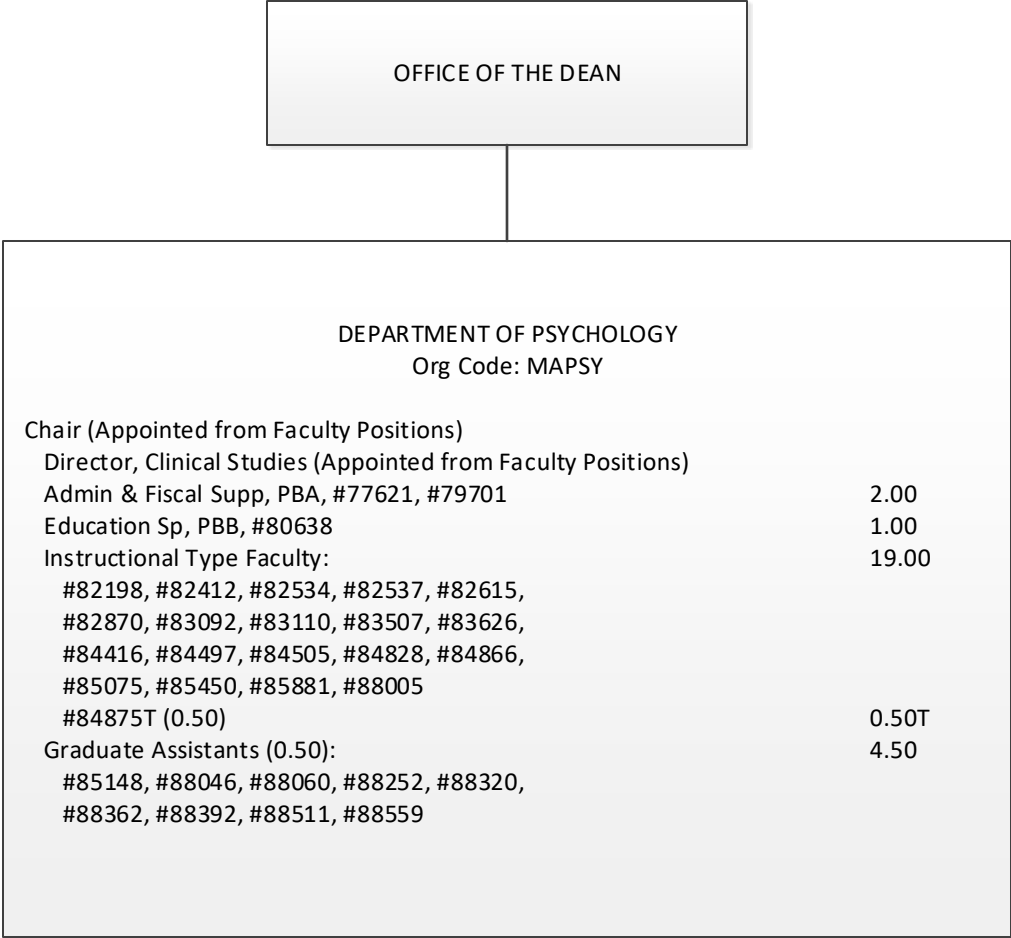 OFFICE OF THE DEAN
DEPARTMENT OF PSYCHOLOGY
Org Code: MAPSY
Chair (Appointed from Faculty Positions)
Director, Clinical Studies (Appointed from Faculty Positions)
Admin & Fiscal Supp, PBA, #77621, #79701 2.00
Education Sp, PBB, #80638 1.00
Instructional Type Faculty: 19.00
#82198, #82412, #82534, #82537, #82615,
#82870, #83092, #83110, #83507, #83626,
#84416, #84497, #84505, #84828, #84866,
#85075, #85450, #85881, #88005
#84875T (0.50) 0.50T
Graduate Assistants (0.50): 4.50
#85148, #88046, #88060, #88252, #88320,
#88362, #88392, #88511, #88559